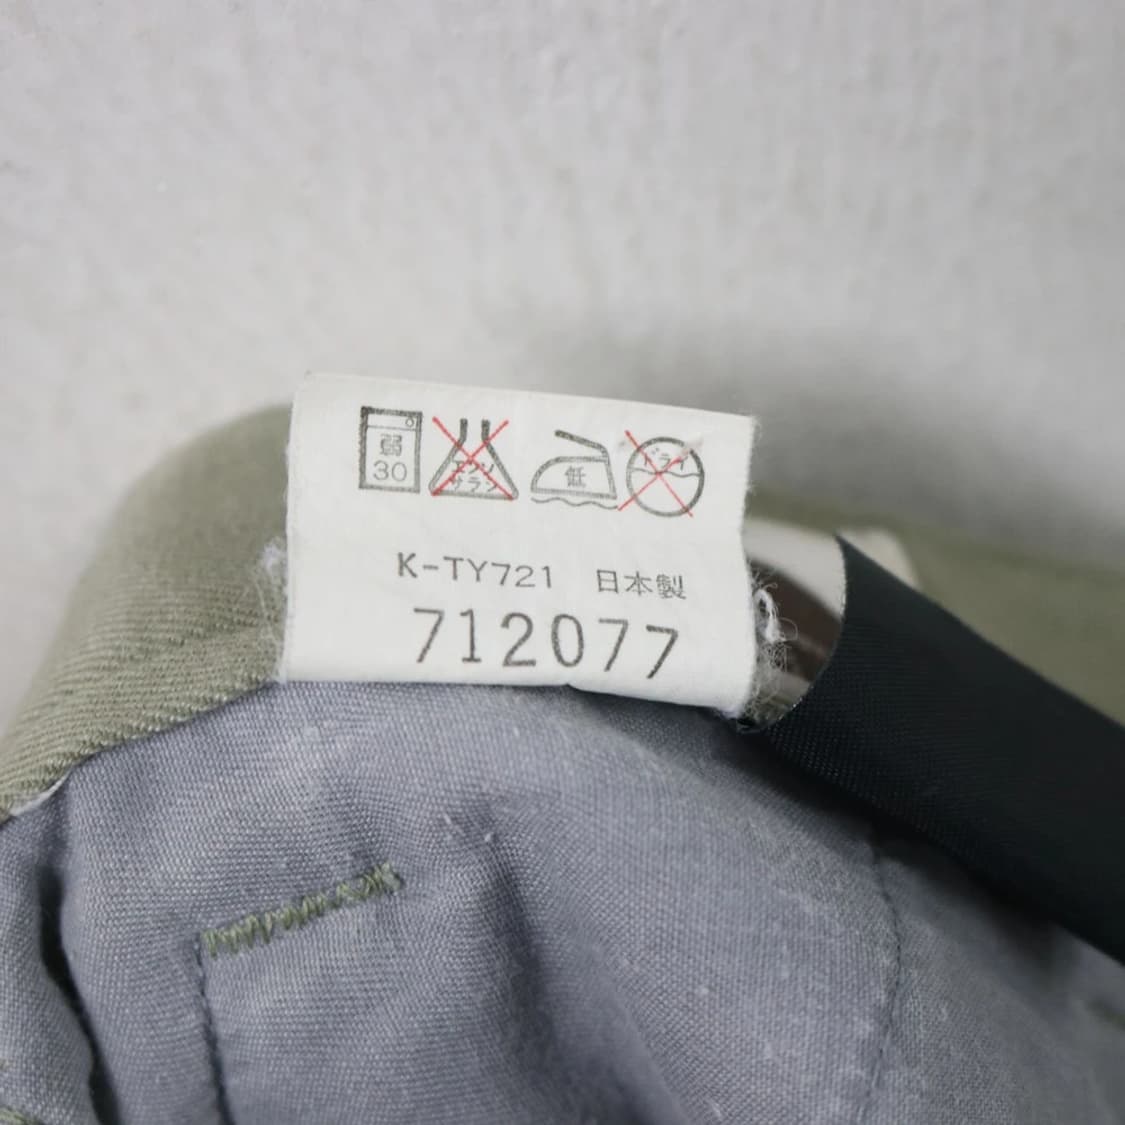 弱
30
エンソ
サラシ
低
ドライ
K-TY721 日本製
712077